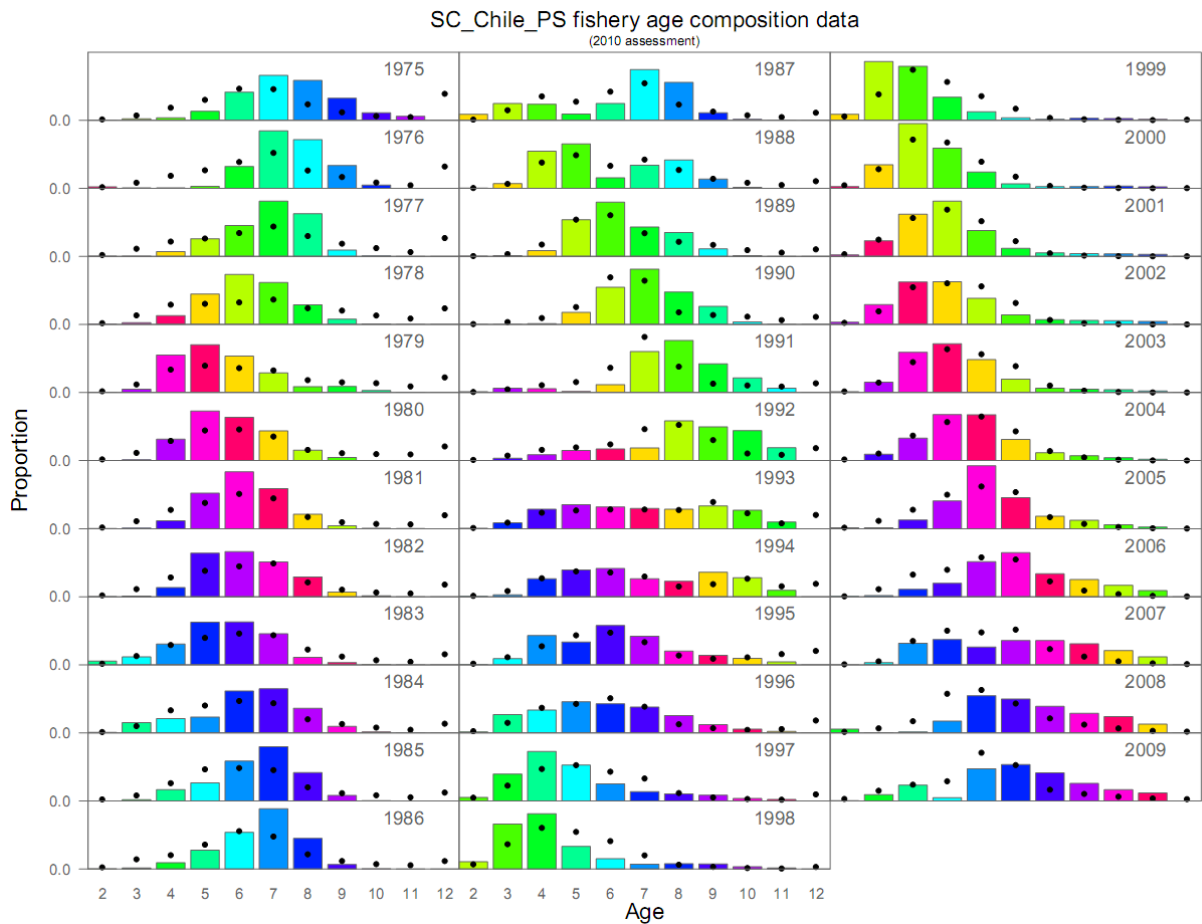 SC_Chile_PS fishery age composition data
(2010 assessment)
1975 1987 1999
0.0
1976 1988 2000
0.0
1977 1989 2001
0.0
1978 1990 2002
0.0
1979 1991 2003
0.0
1980 1992 2004
0.0
1981 1993 2005
0.0
1982 1994 2006
0.0
1983 1995 2007
0.0
1984 1996 2008
0.0
1985 1997 2009
0.0
1986 1998
0.0
2 3 4 5 6 7 8 9 10 11 12 2 3 4 5 6 7 8 9 10 11 12
Age
Proportion